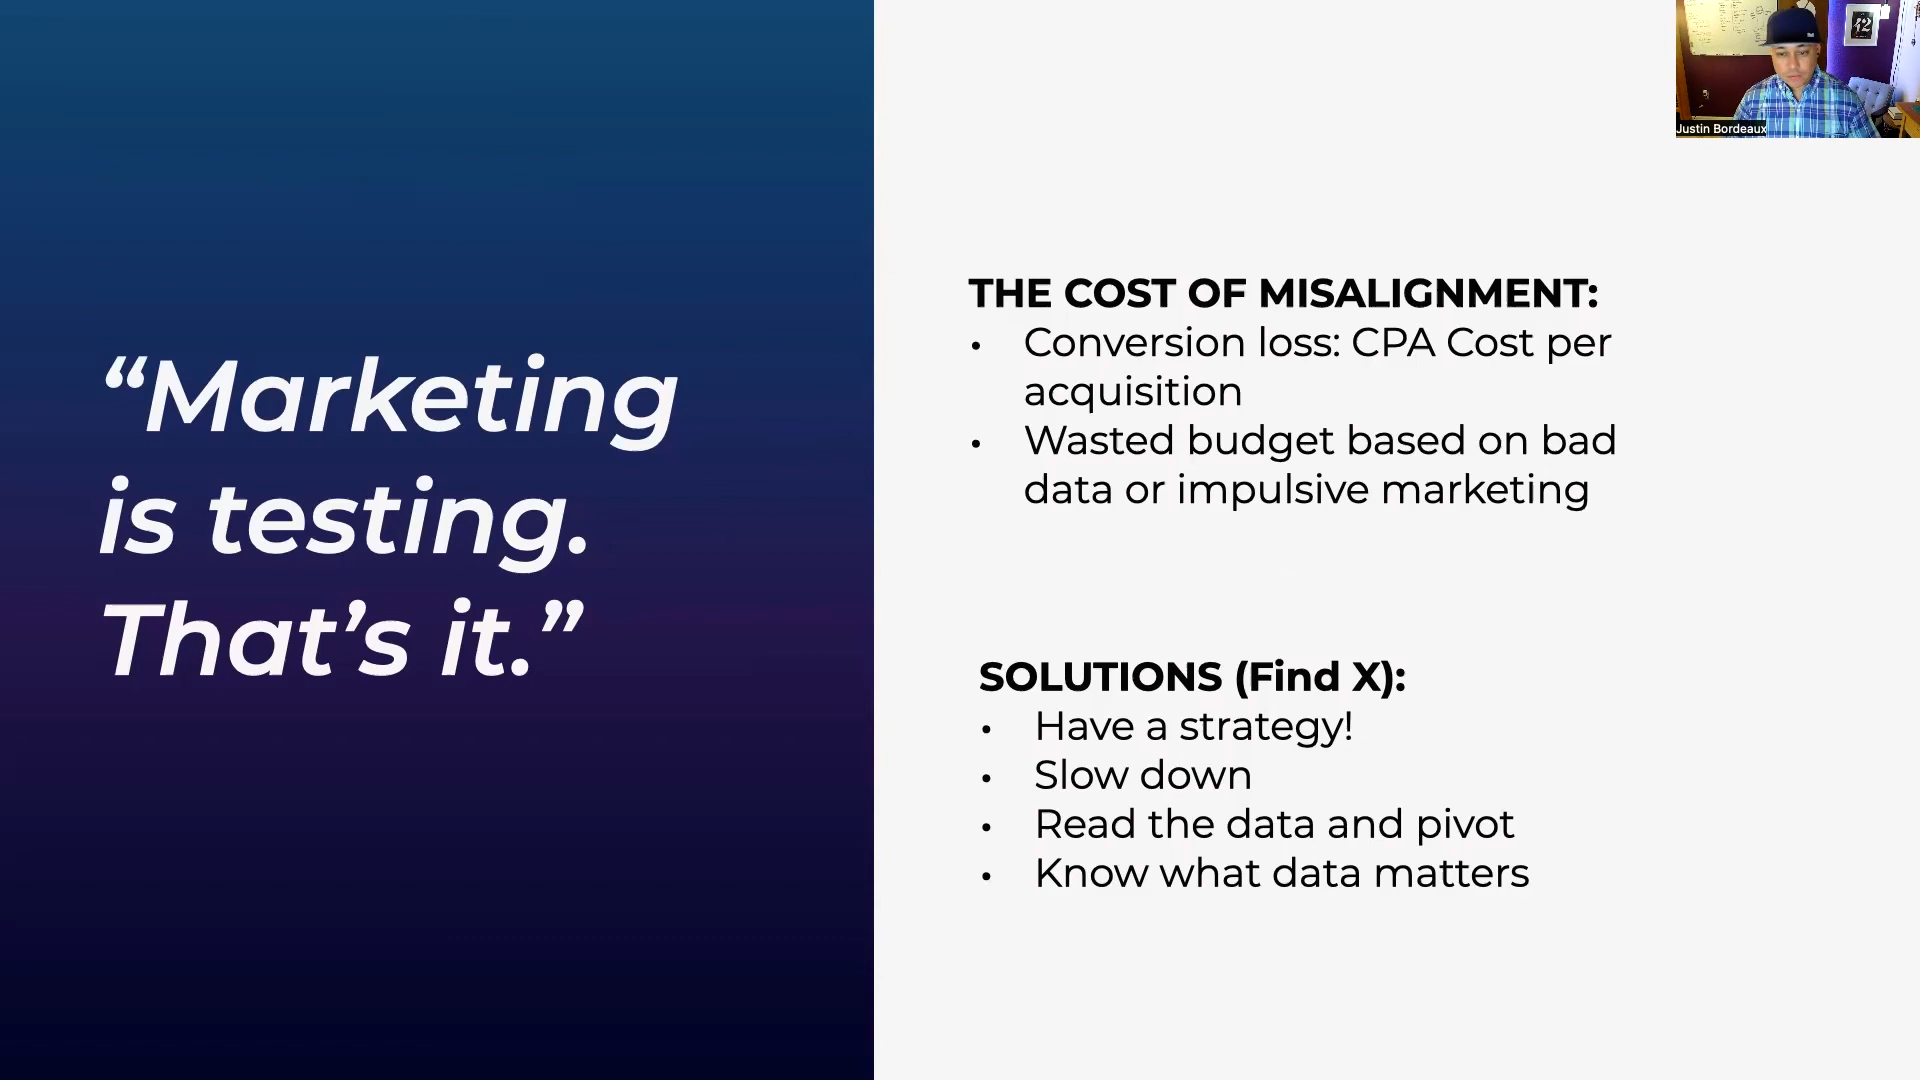 “Marketing
is testing.
That’s it.”
THE COST OF MISALIGNMENT:
• Conversion loss: CPA Cost per
acquisition
• Wasted budget based on bad
data or impulsive marketing
SOLUTIONS (Find X):
• Have a strategy!
• Slow down
• Read the data and pivot
• Know what data matters
42
Justin Bordeaux